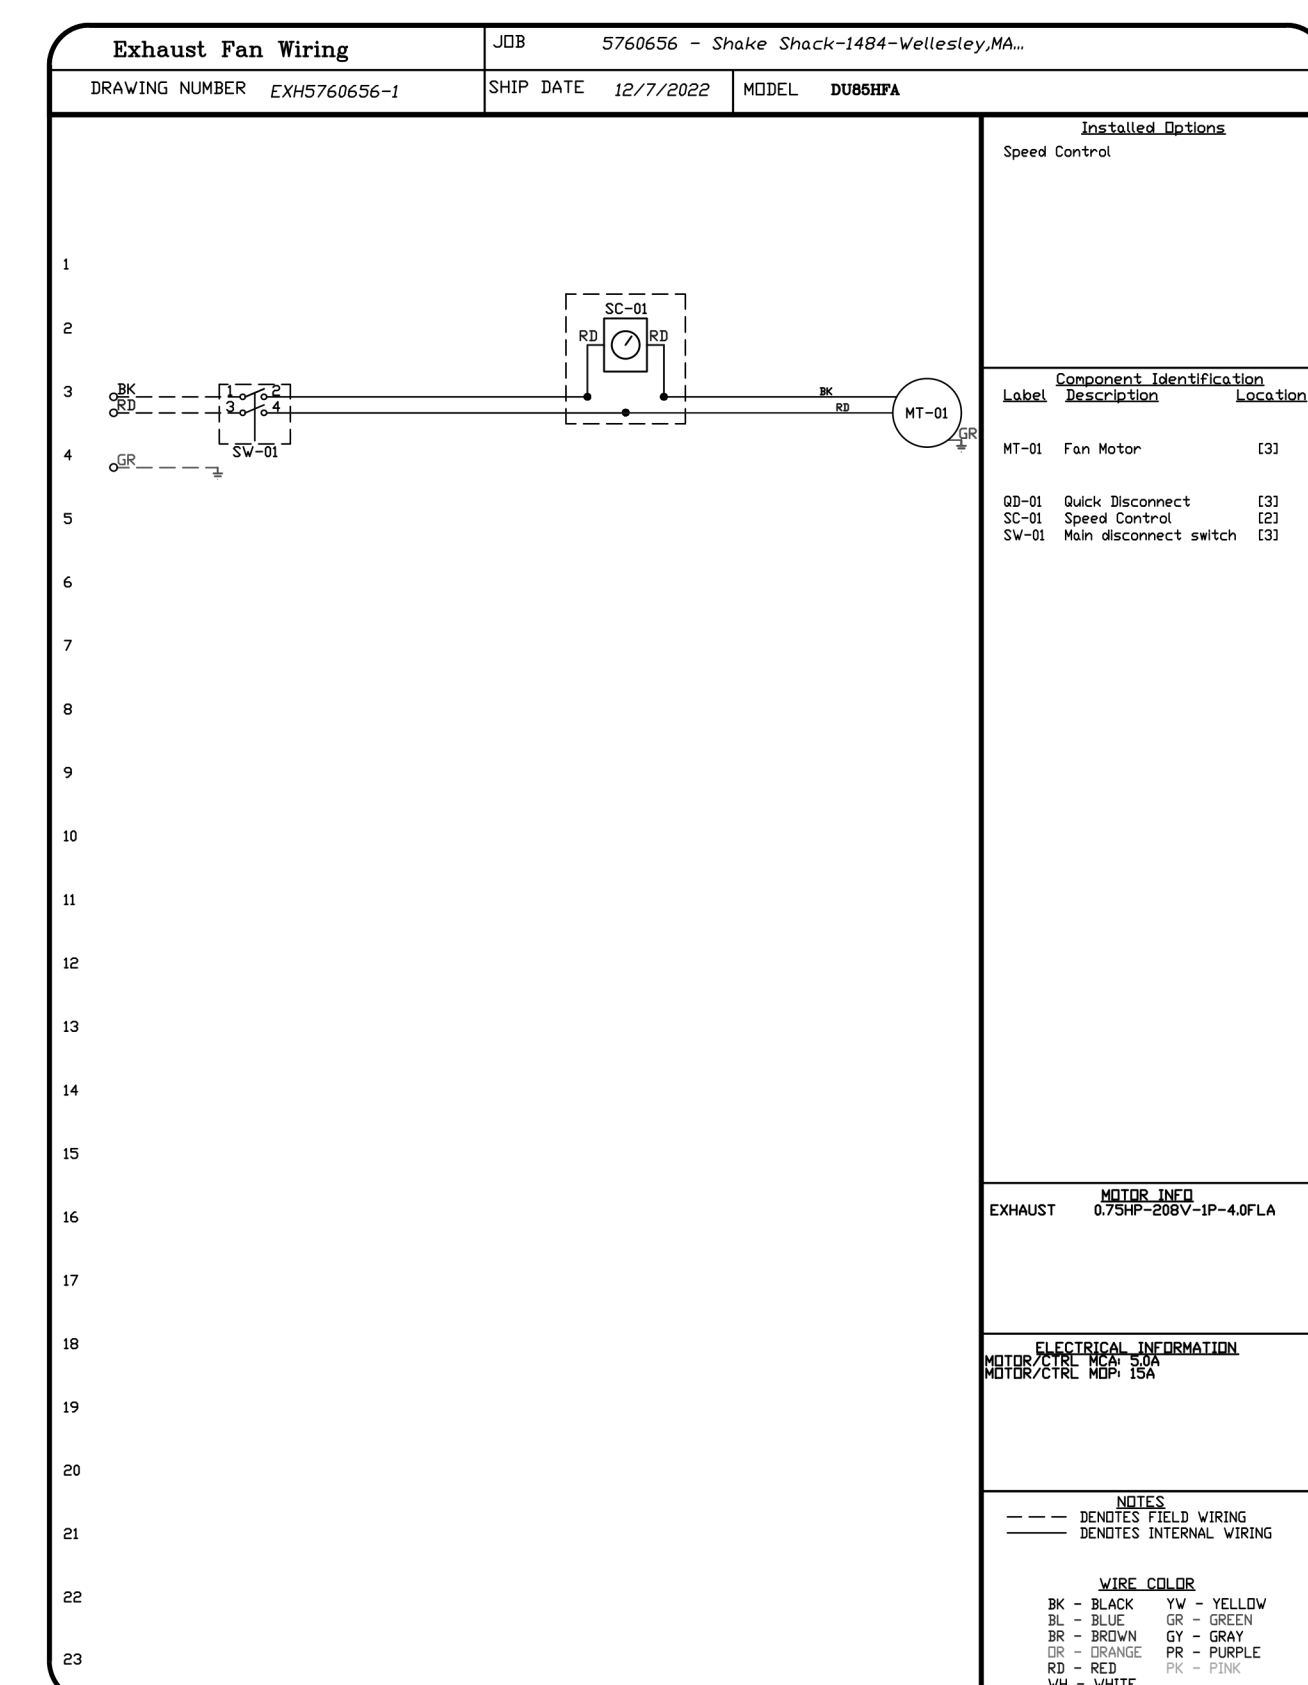 Exhaust Fan Wiring
JOB 5760656 - Shake Shack-1484-Wellesley,MA...
DRAWING NUMBER EXH5760656-1
SHIP DATE 12/7/2022
MODEL DU85HFA
Installed Options
Speed Control
1
2
SC-01
RD RD
3
BK
RD
1 2
3 4
SW-01
BK
RD
MT-01
GR
4
GR
5
6
7
8
9
10
11
12
13
14
15
16
17
18
19
20
21
22
23
Component Identification
Label Description Location
MT-01 Fan Motor [3]
QD-01 Quick Disconnect [3]
SC-01 Speed Control [2]
SW-01 Main disconnect switch [3]
MOTOR INFO
EXHAUST 0.75HP-208V-1P-4.0FLA
ELECTRICAL INFORMATION
MOTOR/CTRL MCA: 5.0A
MOTOR/CTRL MOP: 15A
NOTES
DENOTES FIELD WIRING
DENOTES INTERNAL WIRING
WIRE COLOR
BK - BLACK YW - YELLOW
BL - BLUE GR - GREEN
BR - BROWN GY - GRAY
OR - ORANGE PR - PURPLE
RD - RED PK - PINK
WH - WHITE